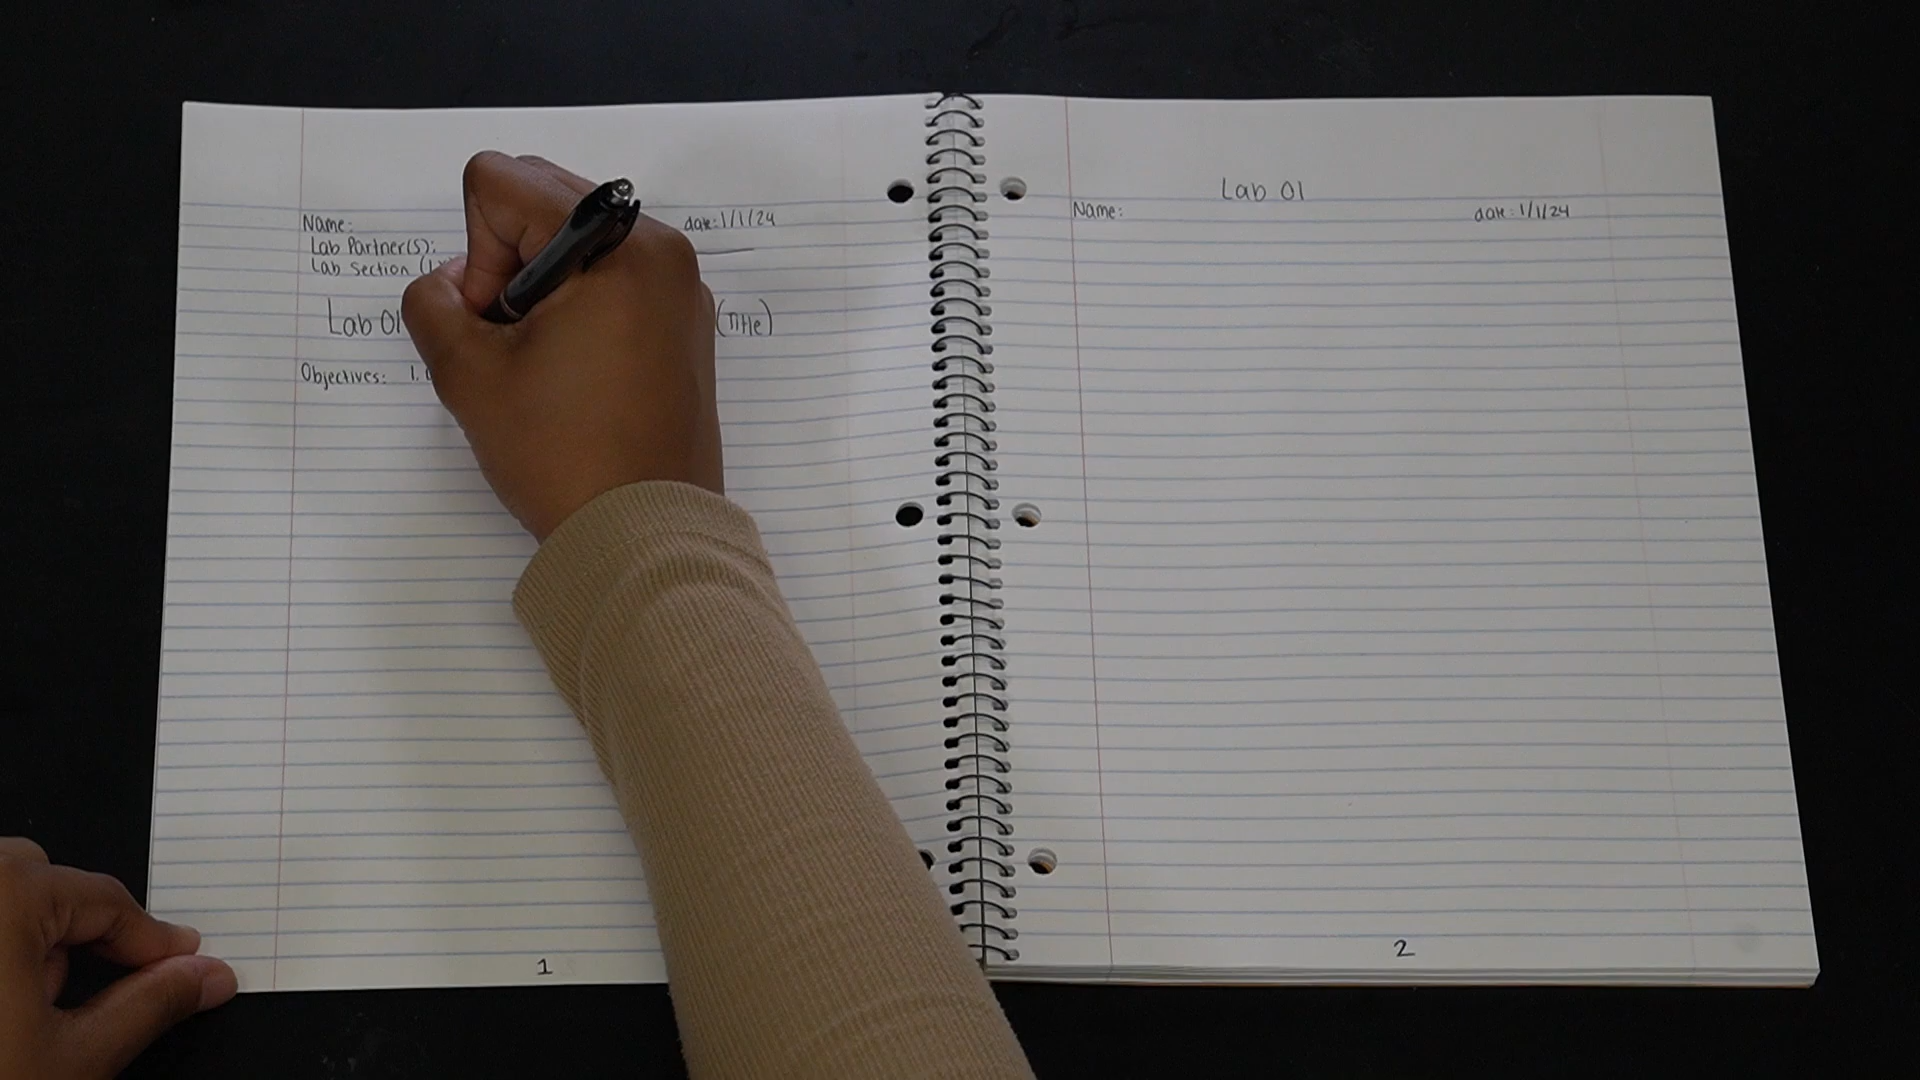 Name: date: 1/1/24
Lab Partner(s):
Lab Section
Lab 01 (Title)
Objectives: 1.
1
Lab 01
Name: date: 1/1/24
2